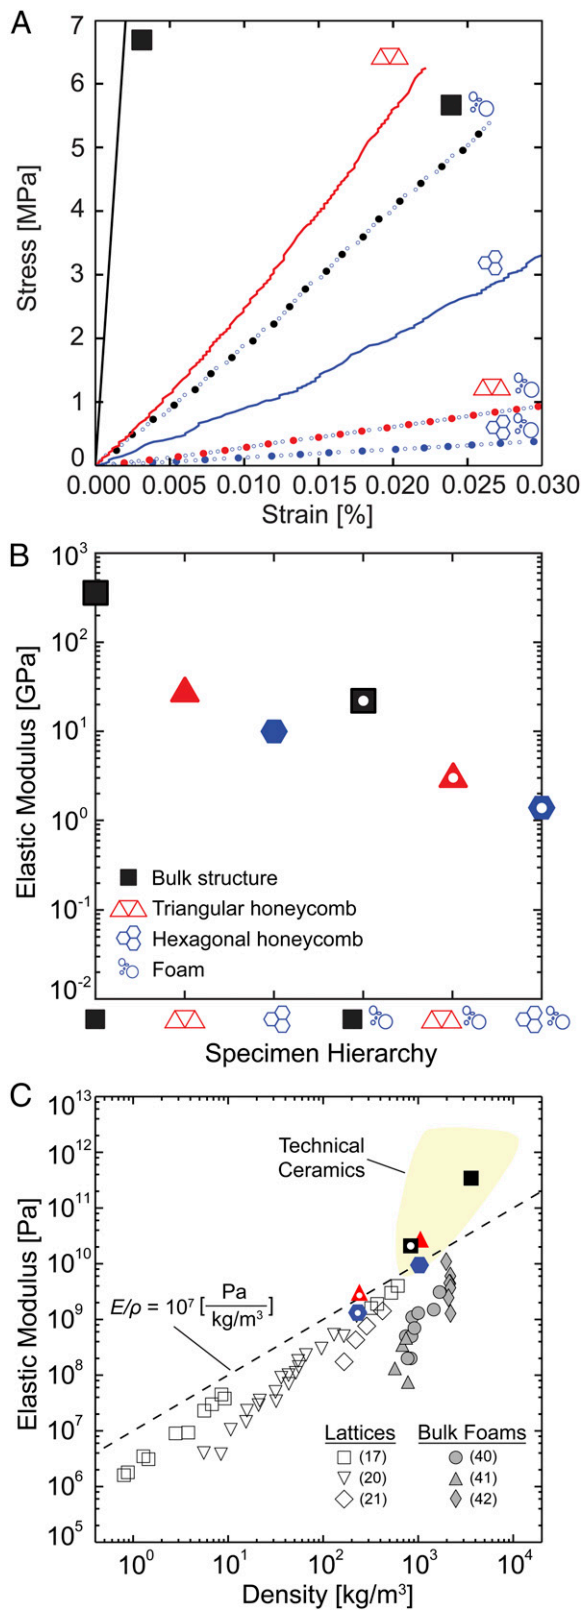 A
7
6
5
4
3
2
1
0
Stress [MPa]
0.000 0.005 0.010 0.015 0.020 0.025 0.030
Strain [%]
B
10³
10²
10¹
10⁰
10⁻¹
10⁻²
Elastic Modulus [GPa]
Bulk structure
Triangular honeycomb
Hexagonal honeycomb
Foam
Specimen Hierarchy
C
10¹³
10¹²
10¹¹
10¹⁰
10⁹
10⁸
10⁷
10⁶
10⁵
Elastic Modulus [Pa]
Technical
Ceramics
E/ρ = 10⁷ [Pa / kg/m³]
Lattices Bulk Foams
(17) (40)
(20) (41)
(21) (42)
10⁰ 10¹ 10² 10³ 10⁴
Density [kg/m³]